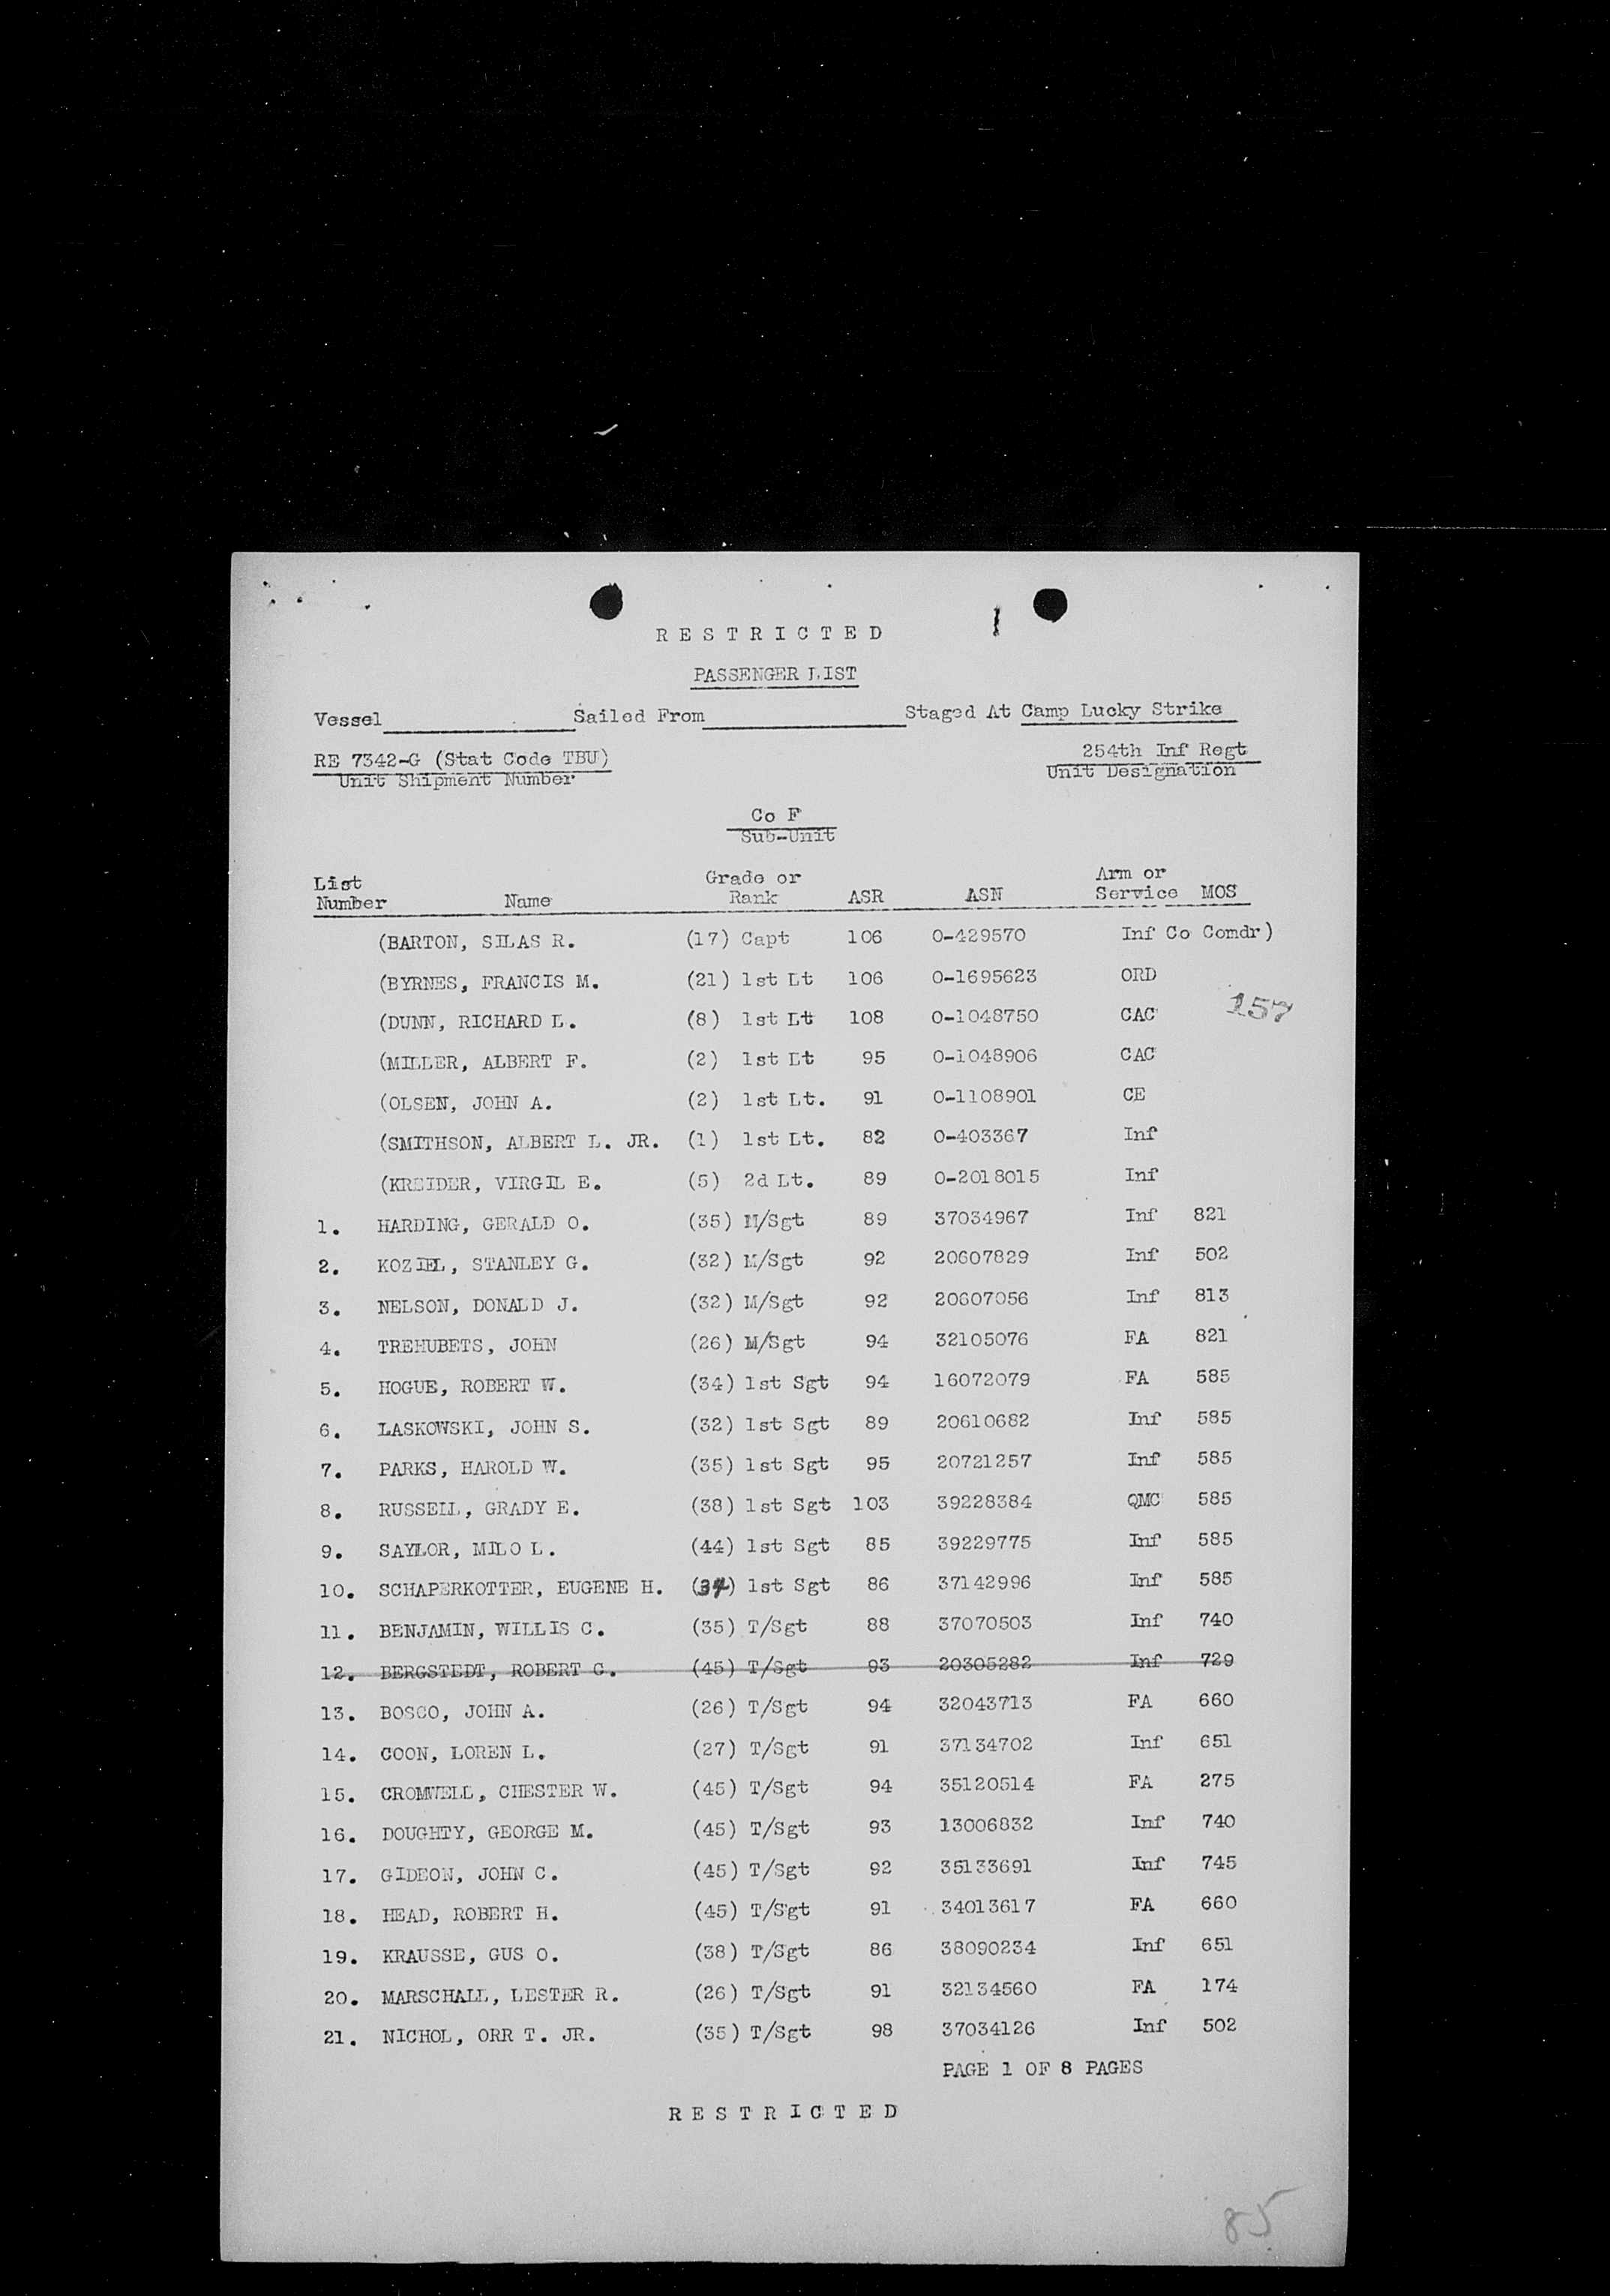 R E S T R I C T E D
PASSENGER LIST
Vessel Sailed From Staged At Camp Lucky Strike
RE 7342-G (Stat Code TBU) 254th Inf Regt
Unit Shipment Number Unit Designation
Co F
Sub-Unit
List Number Name Grade or Rank ASR ASN Arm or Service MOS
(BARTON, SILAS R. (17) Capt 106 0-429570 Inf Co Comdr)
(BYRNES, FRANCIS M. (21) 1st Lt 106 0-1695623 ORD
157
(DUNN, RICHARD L. (8) 1st Lt 108 0-1048750 CAC
(MILLER, ALBERT F. (2) 1st Lt 95 0-1048906 CAC
(OLSEN, JOHN A. (2) 1st Lt. 91 0-1108901 CE
(SMITHSON, ALBERT L. JR. (1) 1st Lt. 82 0-403367 Inf
(KREIDER, VIRGIL E. (5) 2d Lt. 89 0-2018015 Inf
1. HARDING, GERALD O. (35) M/Sgt 89 37034967 Inf 821
2. KOZIEL, STANLEY G. (32) M/Sgt 92 20607829 Inf 502
3. NELSON, DONALD J. (32) M/Sgt 92 20607056 Inf 813
4. TREHUBETS, JOHN (26) M/Sgt 94 32105076 FA 821
5. HOGUE, ROBERT W. (34) 1st Sgt 94 16072079 FA 585
6. LASKOWSKI, JOHN S. (32) 1st Sgt 89 20610682 Inf 585
7. PARKS, HAROLD W. (35) 1st Sgt 95 20721257 Inf 585
8. RUSSELL, GRADY E. (38) 1st Sgt 103 39228384 QMC 585
9. SAYLOR, MILO L. (44) 1st Sgt 85 39229775 Inf 585
10. SCHAPERKOTTER, EUGENE H. (34) 1st Sgt 86 37142996 Inf 585
11. BENJAMIN, WILLIS C. (35) T/Sgt 88 37070503 Inf 740
12. BERGSTEDT, ROBERT C. (45) T/Sgt 93 20305282 Inf 729
13. BOSCO, JOHN A. (26) T/Sgt 94 32043713 FA 660
14. COON, LOREN L. (27) T/Sgt 91 37134702 Inf 651
15. CROMWELL, CHESTER W. (45) T/Sgt 94 35120514 FA 275
16. DOUGHTY, GEORGE M. (45) T/Sgt 93 13006832 Inf 740
17. GIDEON, JOHN C. (45) T/Sgt 92 35133691 Inf 745
18. HEAD, ROBERT H. (45) T/Sgt 91 34013617 FA 660
19. KRAUSSE, GUS O. (38) T/Sgt 86 38090234 Inf 651
20. MARSCHALL, LESTER R. (26) T/Sgt 91 32134560 FA 174
21. NICHOL, ORR T. JR. (35) T/Sgt 98 37034126 Inf 502
PAGE 1 OF 8 PAGES
R E S T R I C T E D
85